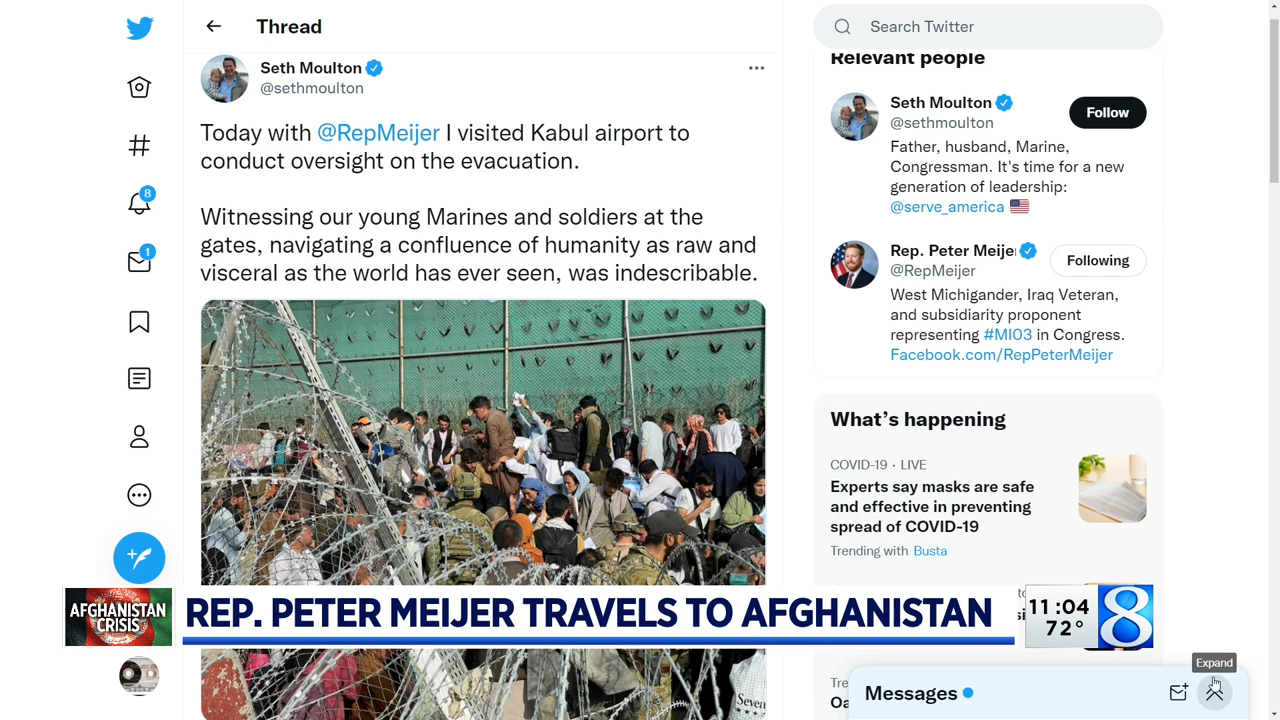 Thread
Search Twitter
Seth Moulton
@sethmoulton
Today with @RepMeijer I visited Kabul airport to
conduct oversight on the evacuation.
Witnessing our young Marines and soldiers at the
gates, navigating a confluence of humanity as raw and
visceral as the world has ever seen, was indescribable.
Relevant people
Seth Moulton
@sethmoulton
Follow
Father, husband, Marine,
Congressman. It's time for a new
generation of leadership:
@serve_america
Rep. Peter Meije
@RepMeijer
Following
West Michigander, Iraq Veteran,
and subsidiarity proponent
representing #MI03 in Congress.
Facebook.com/RepPeterMeijer
What's happening
COVID-19 · LIVE
Experts say masks are safe
and effective in preventing
spread of COVID-19
Trending with Busta
8
1
AFGHANISTAN
CRISIS
REP. PETER MEIJER TRAVELS TO AFGHANISTAN
11:04
72°
8
Tre
Oa
Expand
Messages
Seven